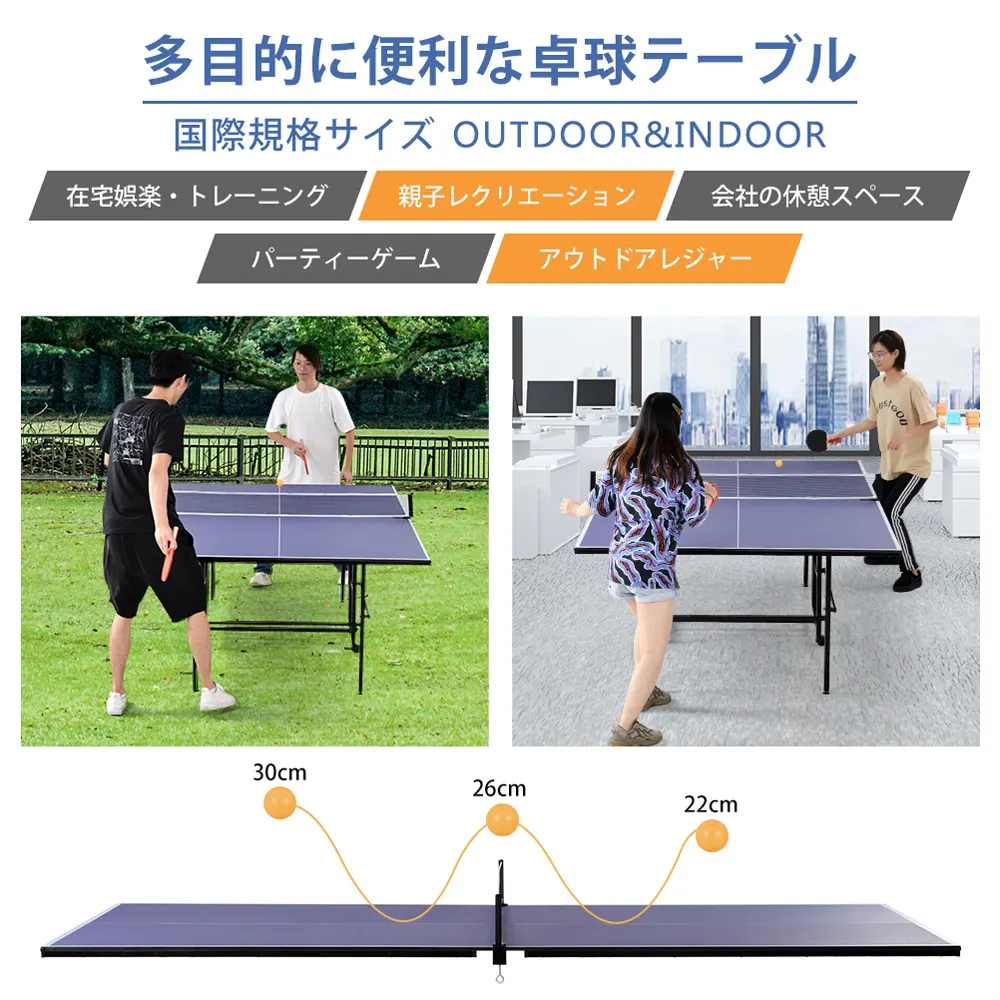 多目的に便利な卓球テーブル
国際規格サイズ OUTDOOR&INDOOR
在宅娯楽・トレーニング
親子レクリエーション
会社の休憩スペース
パーティーゲーム
アウトドアレジャー
30cm
26cm
22cm